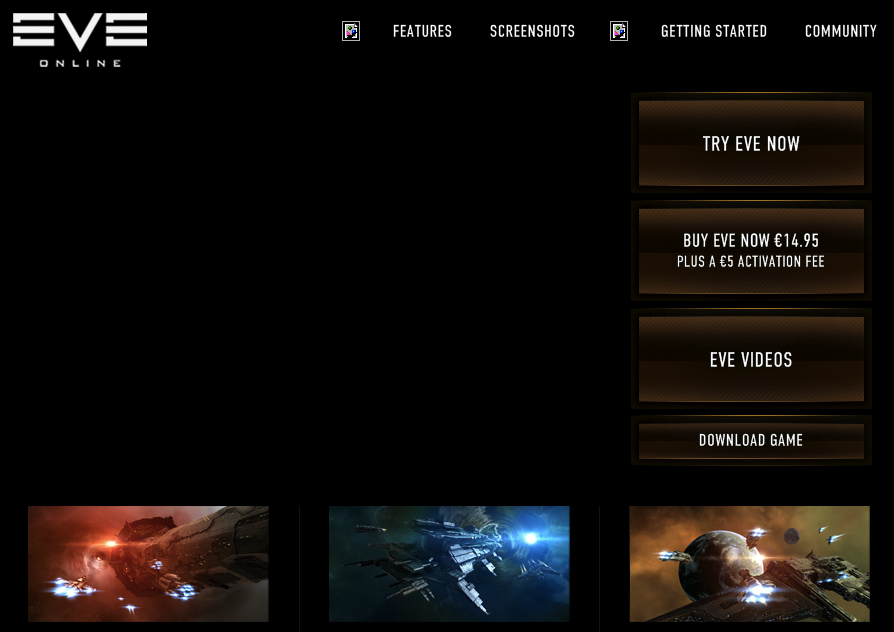 EVE
ONLINE
FEATURES
SCREENSHOTS
GETTING STARTED
COMMUNITY
TRY EVE NOW
BUY EVE NOW €14.95
PLUS A €5 ACTIVATION FEE
EVE VIDEOS
DOWNLOAD GAME